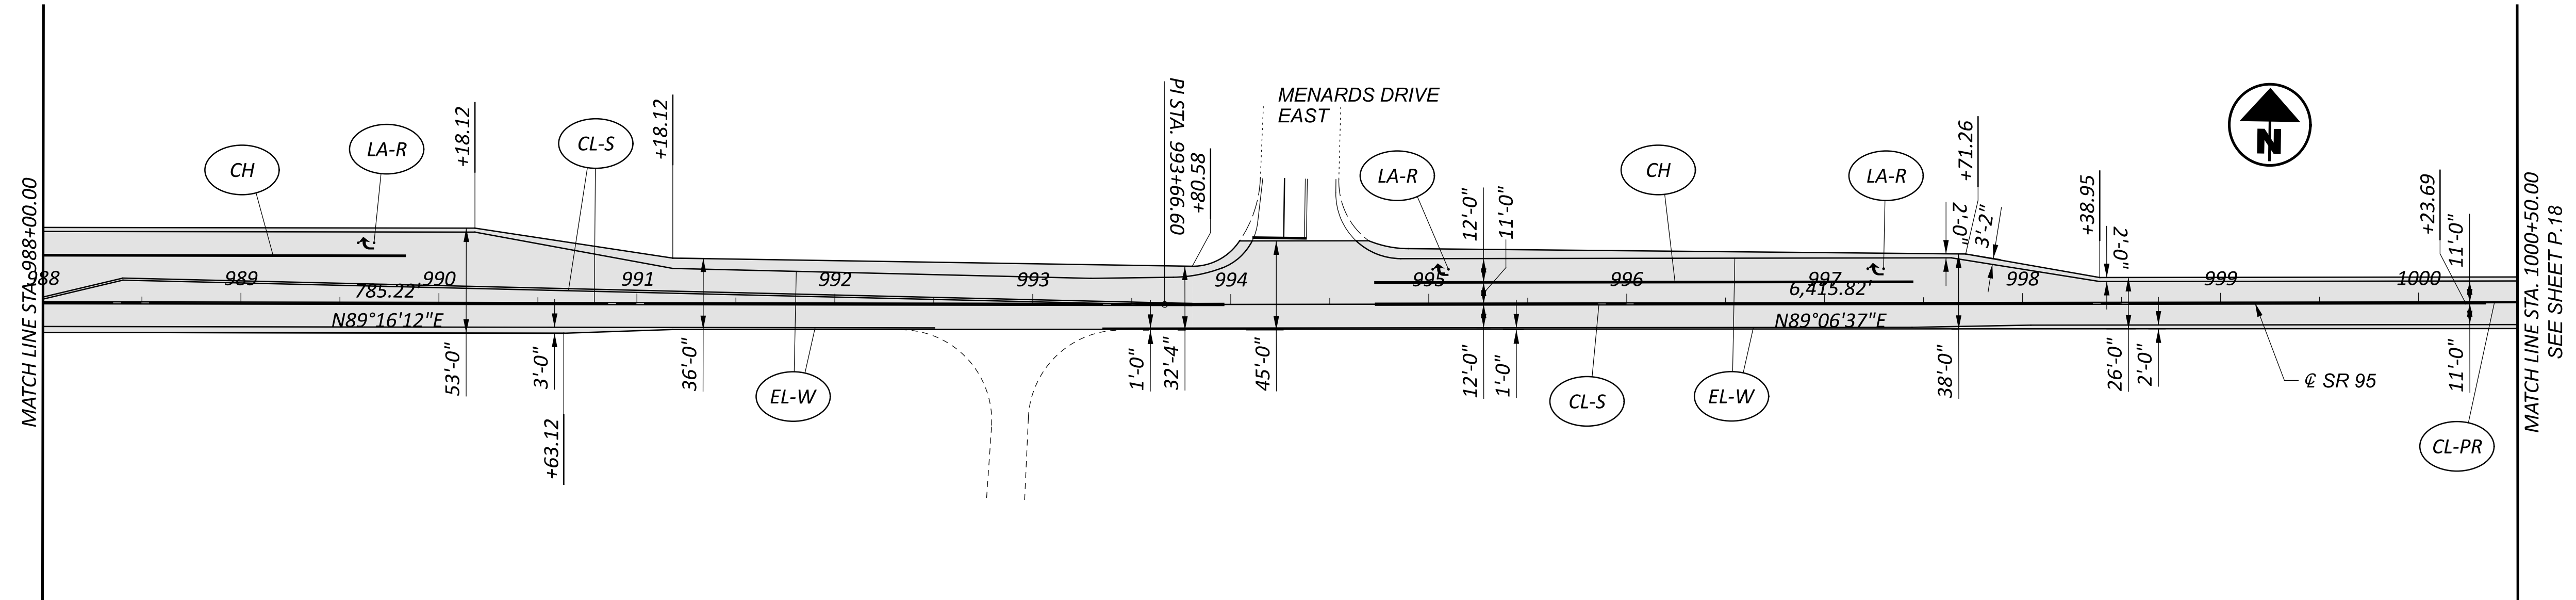 MATCH LINE STA. 988+00.00
CH
LA-R
+18.12
CL-S
+18.12
PI STA. 993+66.60
+80.58
MENARDS DRIVE
EAST
LA-R
12'-0"
11'-0"
CH
LA-R
2'-0"
3'-2"
+71.26
+38.95
2'-0"
N
+23.69
11'-0"
MATCH LINE STA. 1000+50.00
SEE SHEET P.18
988
989
990
991
992
993
994
995
996
997
998
999
1000
785.22'
N89°16'12"E
6,415.82'
N89°06'37"E
53'-0"
3'-0"
+63.12
36'-0"
EL-W
1'-0"
32'-4"
45'-0"
12'-0"
1'-0"
CL-S
EL-W
38'-0"
26'-0"
2'-0"
℄ SR 95
11'-0"
CL-PR